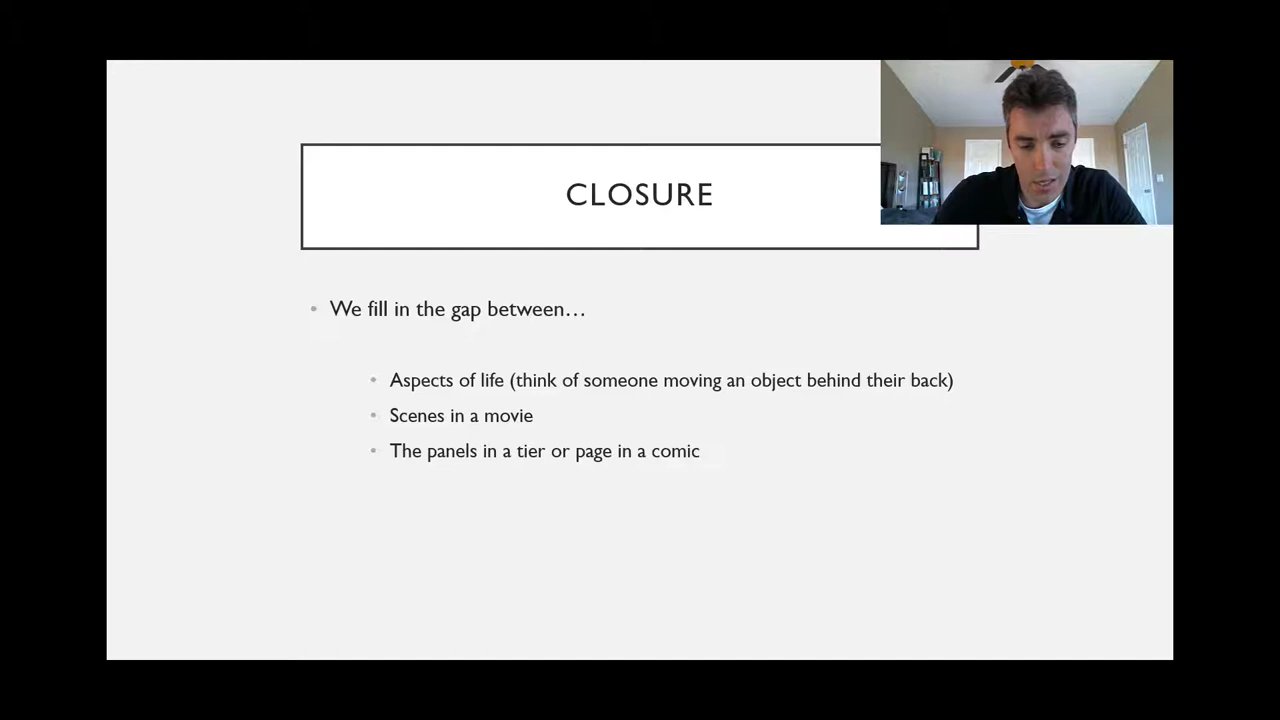 CLOSURE
We fill in the gap between…
Aspects of life (think of someone moving an object behind their back)
Scenes in a movie
The panels in a tier or page in a comic